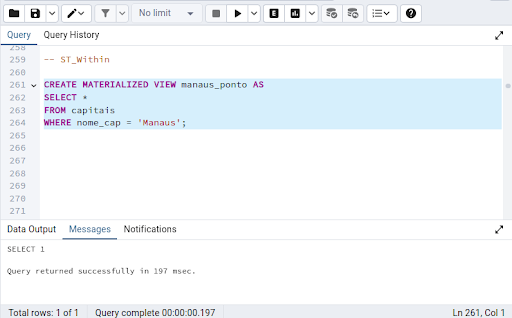 No limit
Query Query History
258
259 -- ST_Within
260
261 CREATE MATERIALIZED VIEW manaus_ponto AS
262 SELECT *
263 FROM capitais
264 WHERE nome_cap = 'Manaus';
265
266
267
268
269
270
271
Data Output Messages Notifications
SELECT 1
Query returned successfully in 197 msec.
Total rows: 1 of 1 Query complete 00:00:00.197 Ln 261, Col 1